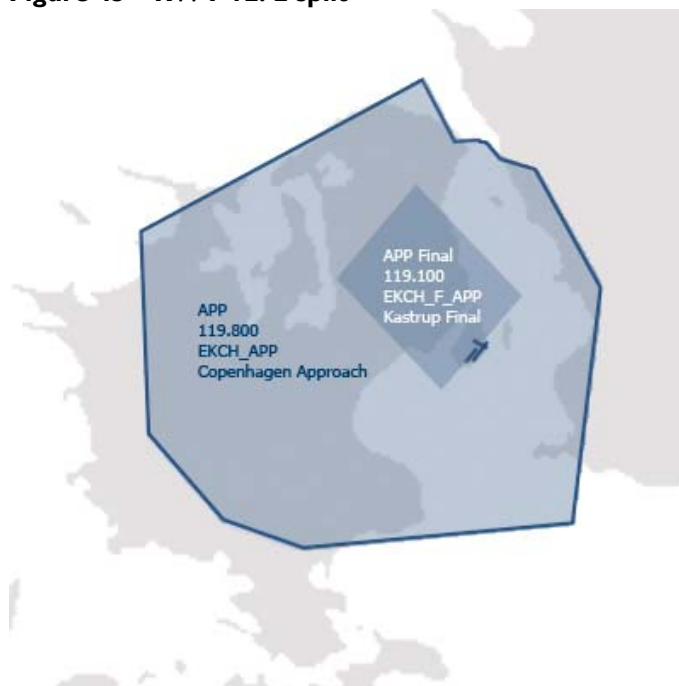 APP Final
119.100
EKCH_F_APP
Kastrup Final
APP
119.800
EKCH_APP
Copenhagen Approach